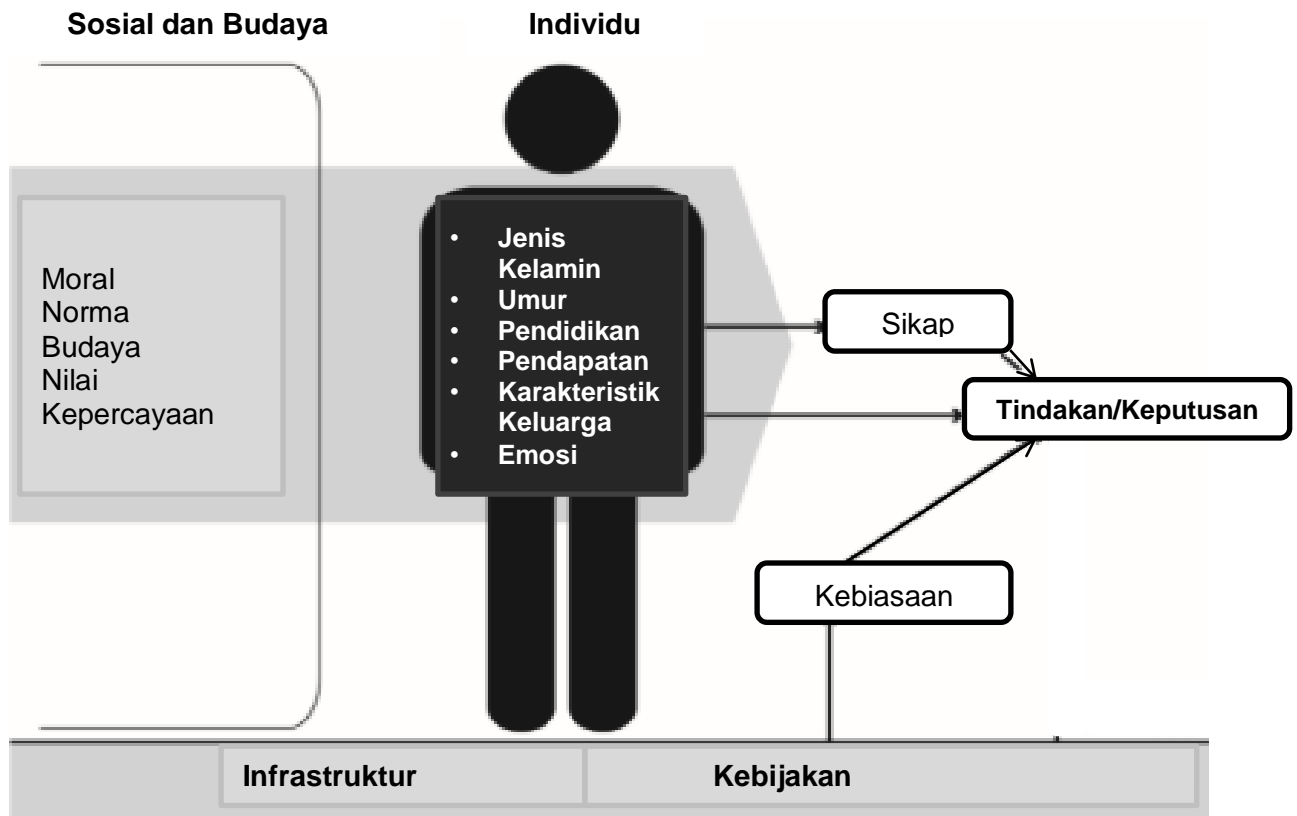 Sosial dan Budaya
Individu
Moral
Norma
Budaya
Nilai
Kepercayaan
• Jenis
Kelamin
• Umur
• Pendidikan
• Pendapatan
• Karakteristik
Keluarga
• Emosi
Sikap
Tindakan/Keputusan
Kebiasaan
Infrastruktur
Kebijakan